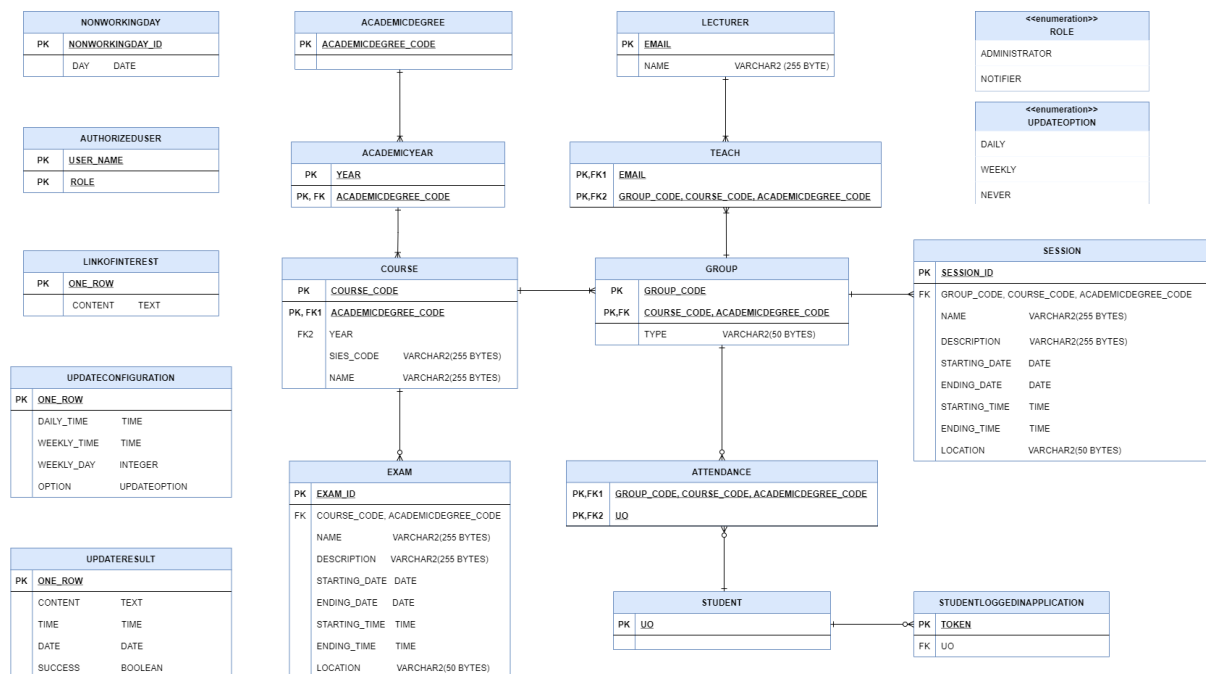 NONWORKINGDAY
PK NONWORKINGDAY_ID
DAY DATE
AUTHORIZEDUSER
PK USER_NAME
PK ROLE
LINKOFINTEREST
PK ONE_ROW
CONTENT TEXT
UPDATECONFIGURATION
PK ONE_ROW
DAILY_TIME TIME
WEEKLY_TIME TIME
WEEKLY_DAY INTEGER
OPTION UPDATEOPTION
UPDATERESULT
PK ONE_ROW
CONTENT TEXT
TIME TIME
DATE DATE
SUCCESS BOOLEAN
ACADEMICDEGREE
PK ACADEMICDEGREE_CODE
ACADEMICYEAR
PK YEAR
PK, FK ACADEMICDEGREE_CODE
COURSE
PK COURSE_CODE
PK, FK1 ACADEMICDEGREE_CODE
FK2 YEAR
SIES_CODE VARCHAR2(255 BYTES)
NAME VARCHAR2(255 BYTES)
EXAM
PK EXAM_ID
FK COURSE_CODE, ACADEMICDEGREE_CODE
NAME VARCHAR2(255 BYTES)
DESCRIPTION VARCHAR2(255 BYTES)
STARTING_DATE DATE
ENDING_DATE DATE
STARTING_TIME TIME
ENDING_TIME TIME
LOCATION VARCHAR2(50 BYTES)
LECTURER
PK EMAIL
NAME VARCHAR2 (255 BYTE)
TEACH
PK,FK1 EMAIL
PK,FK2 GROUP_CODE, COURSE_CODE, ACADEMICDEGREE_CODE
GROUP
PK GROUP_CODE
PK,FK COURSE_CODE, ACADEMICDEGREE_CODE
TYPE VARCHAR2(50 BYTES)
ATTENDANCE
PK,FK1 GROUP_CODE, COURSE_CODE, ACADEMICDEGREE_CODE
PK,FK2 UO
STUDENT
PK UO
<<enumeration>>
ROLE
ADMINISTRATOR
NOTIFIER
<<enumeration>>
UPDATEOPTION
DAILY
WEEKLY
NEVER
SESSION
PK SESSION_ID
FK GROUP_CODE, COURSE_CODE, ACADEMICDEGREE_CODE
NAME VARCHAR2(255 BYTES)
DESCRIPTION VARCHAR2(255 BYTES)
STARTING_DATE DATE
ENDING_DATE DATE
STARTING_TIME TIME
ENDING_TIME TIME
LOCATION VARCHAR2(50 BYTES)
STUDENTLOGGEDINAPPLICATION
PK TOKEN
FK UO